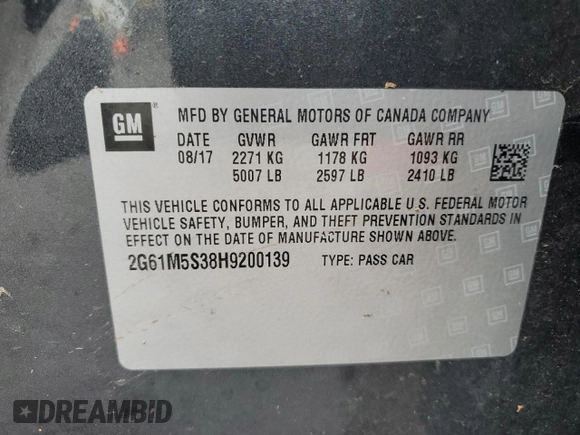 GM
MFD BY GENERAL MOTORS OF CANADA COMPANY
DATE GVWR GAWR FRT GAWR RR
08/17 2271 KG 1178 KG 1093 KG
5007 LB 2597 LB 2410 LB
THIS VEHICLE CONFORMS TO ALL APPLICABLE U.S. FEDERAL MOTOR
VEHICLE SAFETY, BUMPER, AND THEFT PREVENTION STANDARDS IN
EFFECT ON THE DATE OF MANUFACTURE SHOWN ABOVE.
2G61M5S38H9200139 TYPE: PASS CAR
DREAMBID